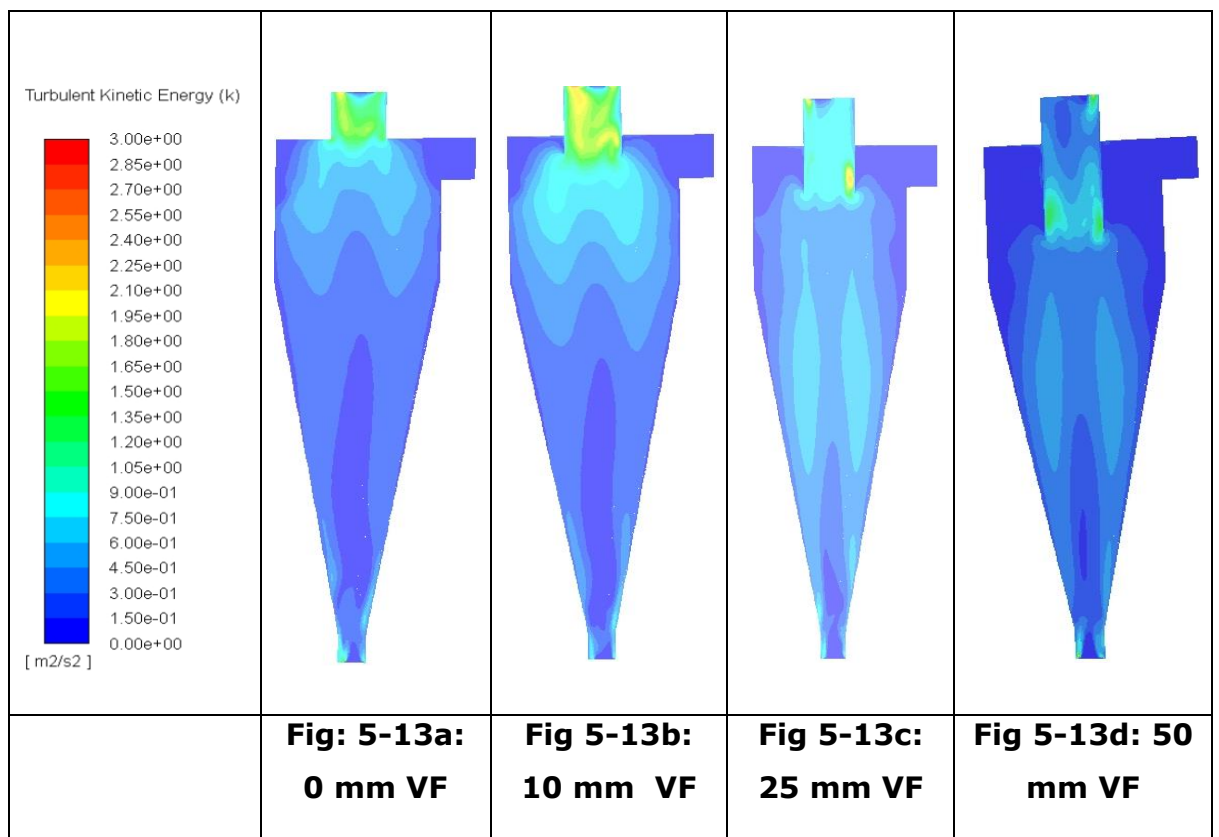 Turbulent Kinetic Energy (k)
3.00e+00
2.85e+00
2.70e+00
2.55e+00
2.40e+00
2.25e+00
2.10e+00
1.95e+00
1.80e+00
1.65e+00
1.50e+00
1.35e+00
1.20e+00
1.05e+00
9.00e-01
7.50e-01
6.00e-01
4.50e-01
3.00e-01
1.50e-01
0.00e+00
[ m2/s2 ]
Fig: 5-13a:
0 mm VF
Fig 5-13b:
10 mm VF
Fig 5-13c:
25 mm VF
Fig 5-13d: 50
mm VF